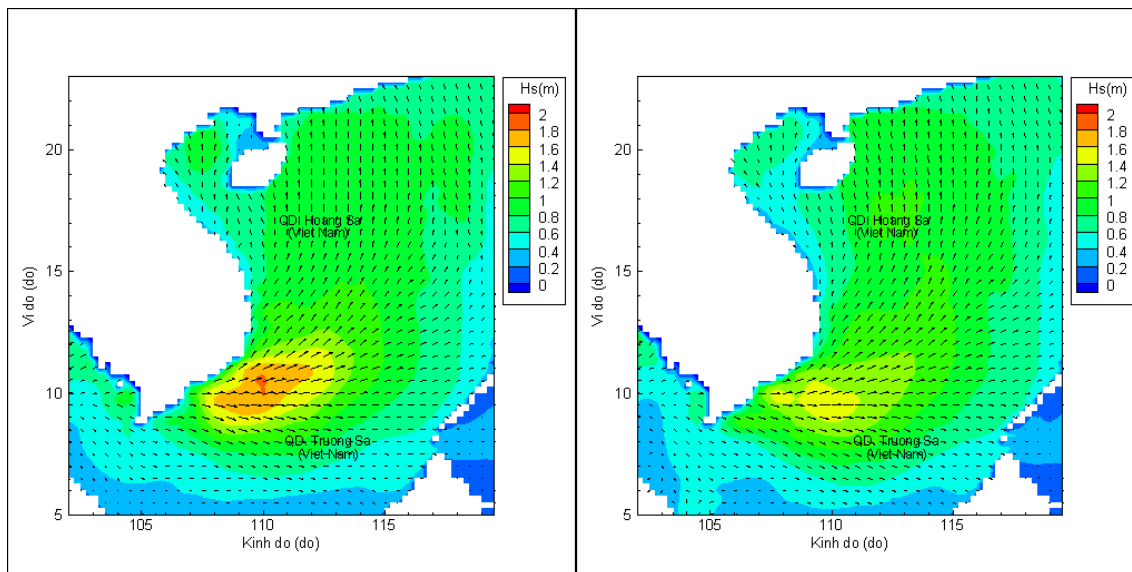 Hs(m)
2
1.8
1.6
1.4
1.2
1
0.8
0.6
0.4
0.2
0
20
15
10
5
Vi do (do)
105
110
115
Kinh do (do)
QD. Hoang Sa
(Viet Nam)
QD. Truong Sa
(Viet Nam)
Hs(m)
2
1.8
1.6
1.4
1.2
1
0.8
0.6
0.4
0.2
0
20
15
10
5
Vi do (do)
105
110
115
Kinh do (do)
QD. Hoang Sa
(Viet Nam)
QD. Truong Sa
(Viet Nam)